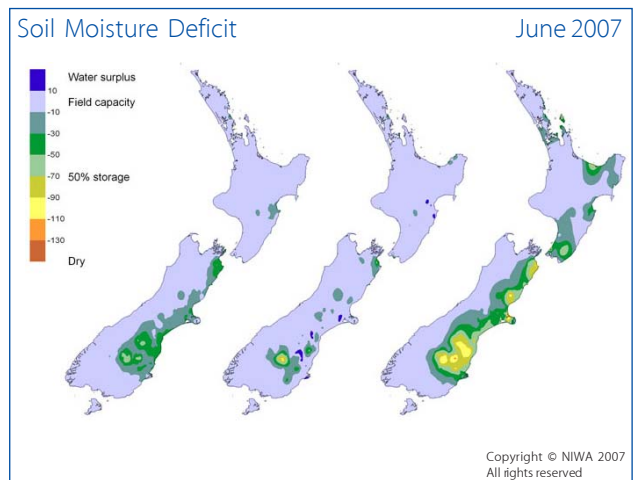 Soil Moisture Deficit
June 2007
Water surplus
10
Field capacity
-10
-30
-50
50% storage
-70
-90
-110
-130
Dry
Copyright © NIWA 2007
All rights reserved